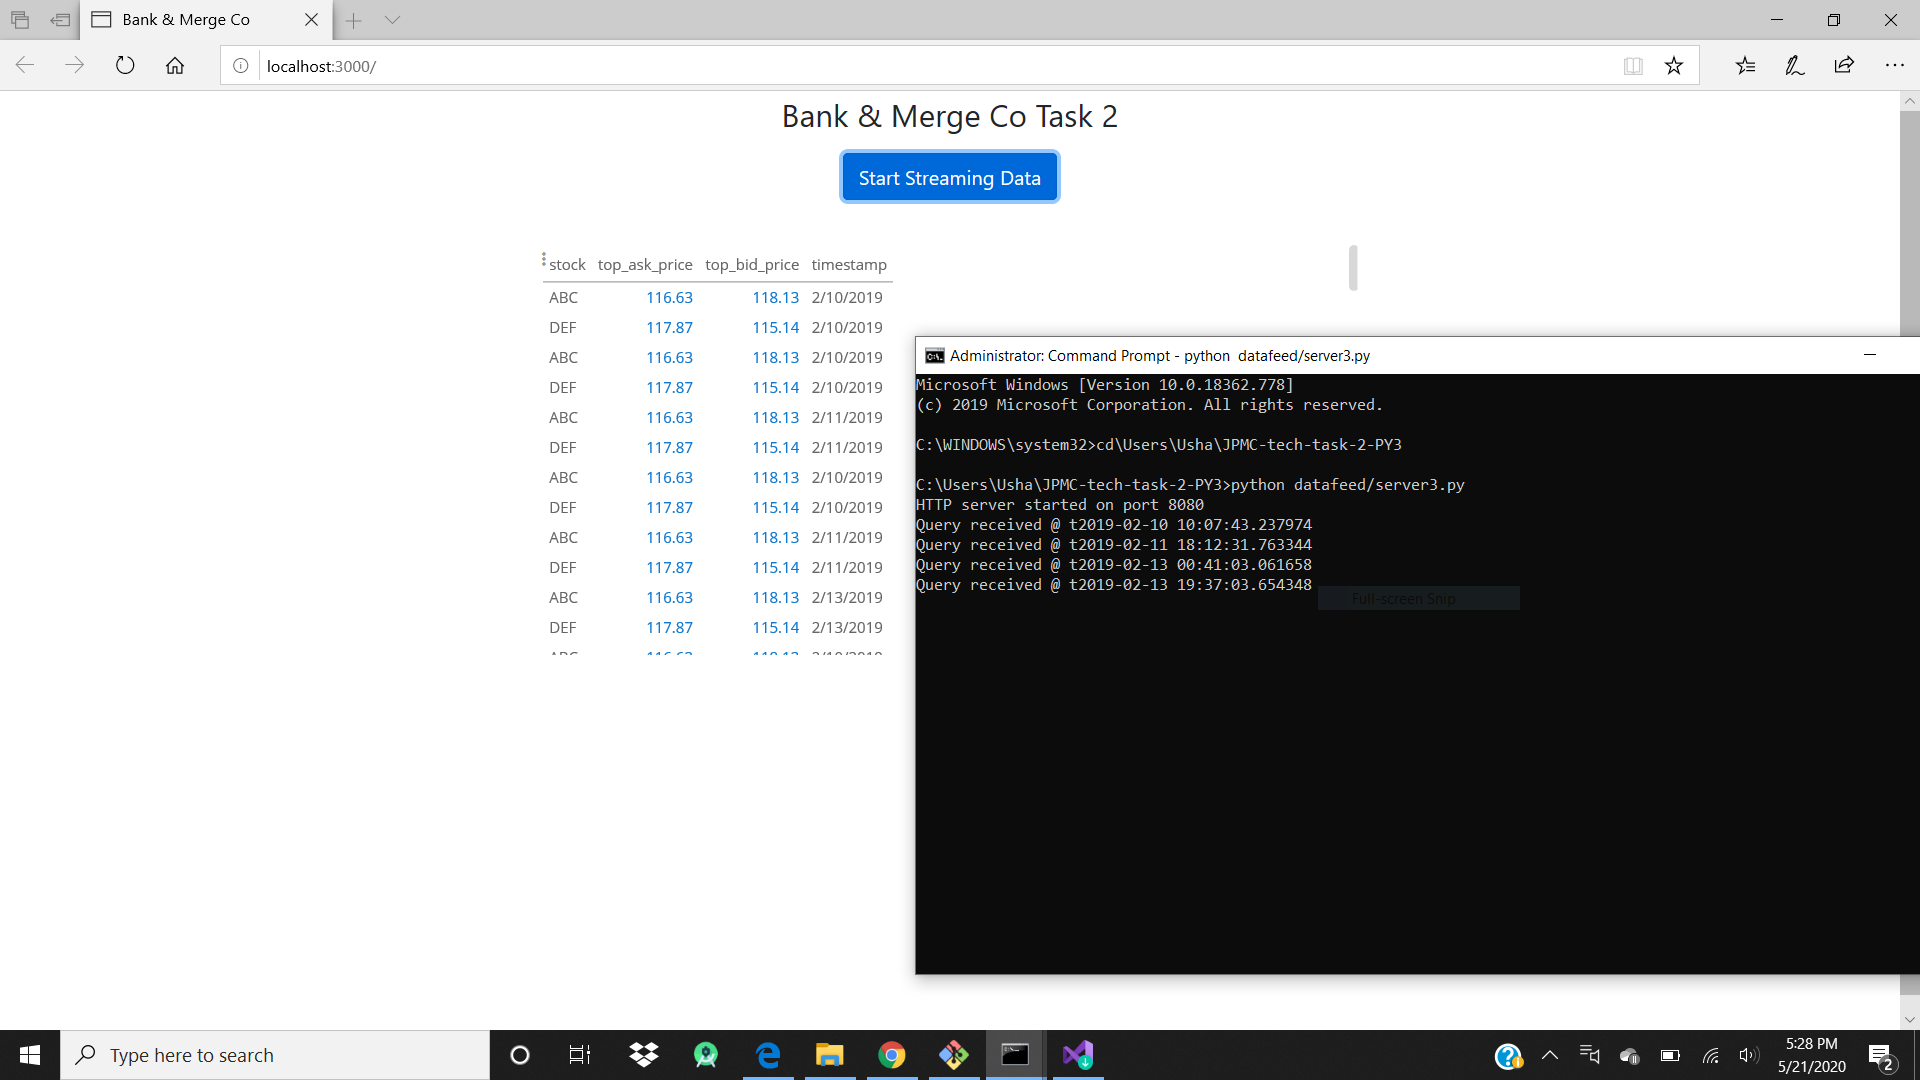 Bank & Merge Co
localhost:3000/
Bank & Merge Co Task 2
Start Streaming Data
stock top_ask_price top_bid_price timestamp
ABC 116.63 118.13 2/10/2019
DEF 117.87 115.14 2/10/2019
ABC 116.63 118.13 2/10/2019
DEF 117.87 115.14 2/10/2019
ABC 116.63 118.13 2/11/2019
DEF 117.87 115.14 2/11/2019
ABC 116.63 118.13 2/10/2019
DEF 117.87 115.14 2/10/2019
ABC 116.63 118.13 2/11/2019
DEF 117.87 115.14 2/11/2019
ABC 116.63 118.13 2/13/2019
DEF 117.87 115.14 2/13/2019
Administrator: Command Prompt - python  datafeed/server3.py
Microsoft Windows [Version 10.0.18362.778]
(c) 2019 Microsoft Corporation. All rights reserved.
C:\WINDOWS\system32>cd\Users\Usha\JPMC-tech-task-2-PY3
C:\Users\Usha\JPMC-tech-task-2-PY3>python datafeed/server3.py
HTTP server started on port 8080
Query received @ t2019-02-10 10:07:43.237974
Query received @ t2019-02-11 18:12:31.763344
Query received @ t2019-02-13 00:41:03.061658
Query received @ t2019-02-13 19:37:03.654348
Full-screen Snip
Type here to search
5:28 PM
5/21/2020
2